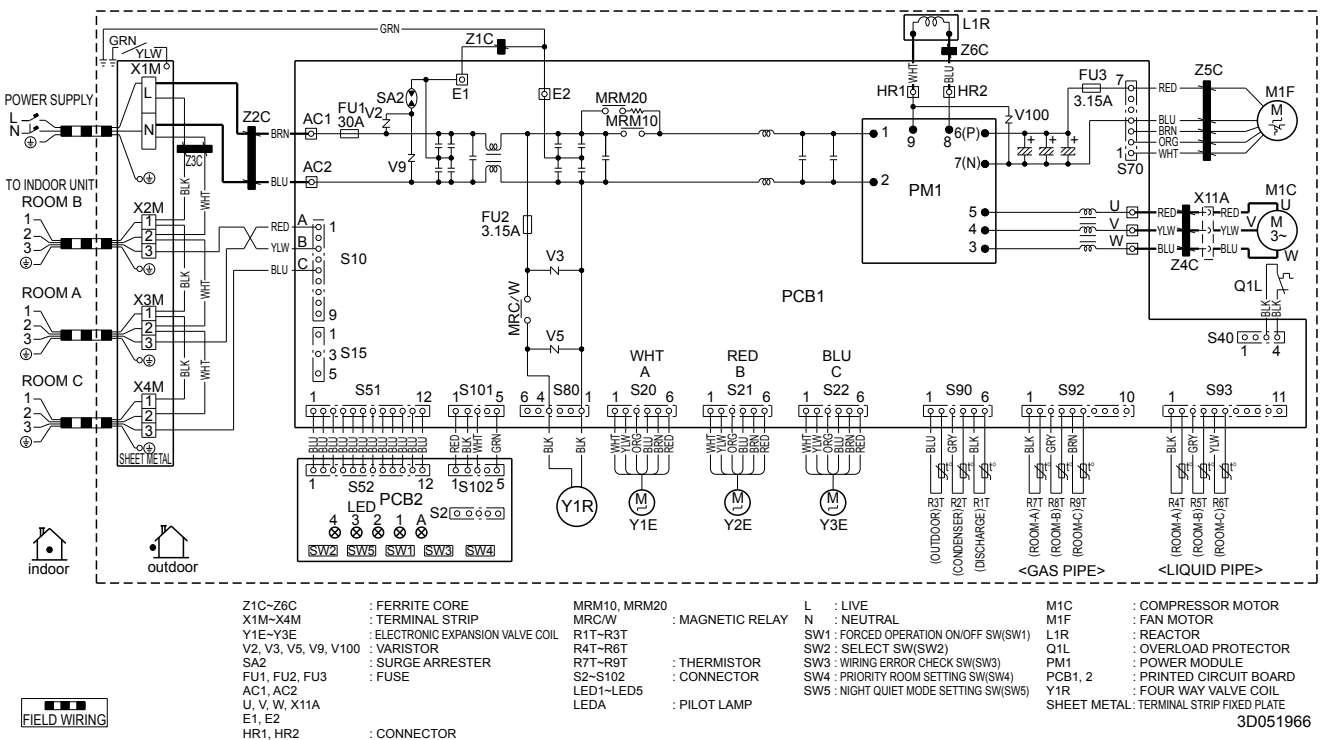 GRN
L1R
GRN
YLW
Z1C
Z6C
X1M
E1
E2
WHT
BLU
FU3
3.15A
7
RED
Z5C
M1F
POWER SUPPLY
L
N
L
N
Z2C
AC1
FU1
30A
SA2
V2
MRM20
MRM10
HR1
HR2
V100
M
BRN
1
9
8
6(P)
7(N)
BLU
BRN
ORG
WHT
1
S70
Z3C
AC2
BLU
V9
2
PM1
TO INDOOR UNIT
ROOM B
1
2
3
X2M
1
2
3
BLK
WHT
RED
YLW
BLU
A
B
C
1
S10
9
FU2
3.15A
5
4
3
U
V
W
RED
YLW
BLU
Z4C
X11A
RED
YLW
BLU
M1C
U
V
W
M
3~
V3
PCB1
Q1L
BLK
BLK
ROOM A
1
2
3
X3M
1
2
3
BLK
WHT
MRC/W
V5
1
3
5
S15
S40
1
4
ROOM C
1
2
3
X4M
1
2
3
BLK
WHT
SHEET METAL
WHT
A
RED
B
BLU
C
1 S51 12
1 S101 5
6 4 S80 1
1 S20 6
1 S21 6
1 S22 6
1 S90 6
1 S92 10
1 S93 11
BLU BLU BLU BLU BLU BLU BLU BLU BLU BLU BLU BLU
RED BLK WHT GRN
BLK BLK
WHT YLW ORG BLU BRN RED
WHT YLW ORG BLU BRN RED
WHT YLW ORG BLU BRN RED
BLU GRY BLK
BLK GRY BRN
BLK GRY YLW
1 S52 12
1 S102 5
PCB2
LED
4 3 2 1 A
S2
SW2 SW5 SW1 SW3 SW4
Y1R
M
Y1E
M
Y2E
M
Y3E
t° t° t°
t° t° t°
t° t° t°
R3T
(OUTDOOR)
R2T
(CONDENSER)
R1T
(DISCHARGE)
R7T
(ROOM-A)
R8T
(ROOM-B)
R9T
(ROOM-C)
<GAS PIPE>
R4T
(ROOM-A)
R5T
(ROOM-B)
R6T
(ROOM-C)
<LIQUID PIPE>
indoor
outdoor
Z1C~Z6C : FERRITE CORE
X1M~X4M : TERMINAL STRIP
Y1E~Y3E : ELECTRONIC EXPANSION VALVE COIL
V2, V3, V5, V9, V100 : VARISTOR
SA2 : SURGE ARRESTER
FU1, FU2, FU3 : FUSE
AC1, AC2
U, V, W, X11A
E1, E2
HR1, HR2 : CONNECTOR
MRM10, MRM20
MRC/W : MAGNETIC RELAY
R1T~R3T
R4T~R6T
R7T~R9T : THERMISTOR
S2~S102 : CONNECTOR
LED1~LED5
LEDA : PILOT LAMP
L : LIVE
N : NEUTRAL
SW1 : FORCED OPERATION ON/OFF SW(SW1)
SW2 : SELECT SW(SW2)
SW3 : WIRING ERROR CHECK SW(SW3)
SW4 : PRIORITY ROOM SETTING SW(SW4)
SW5 : NIGHT QUIET MODE SETTING SW(SW5)
M1C : COMPRESSOR MOTOR
M1F : FAN MOTOR
L1R : REACTOR
Q1L : OVERLOAD PROTECTOR
PM1 : POWER MODULE
PCB1, 2 : PRINTED CIRCUIT BOARD
Y1R : FOUR WAY VALVE COIL
SHEET METAL : TERMINAL STRIP FIXED PLATE
FIELD WIRING
3D051966